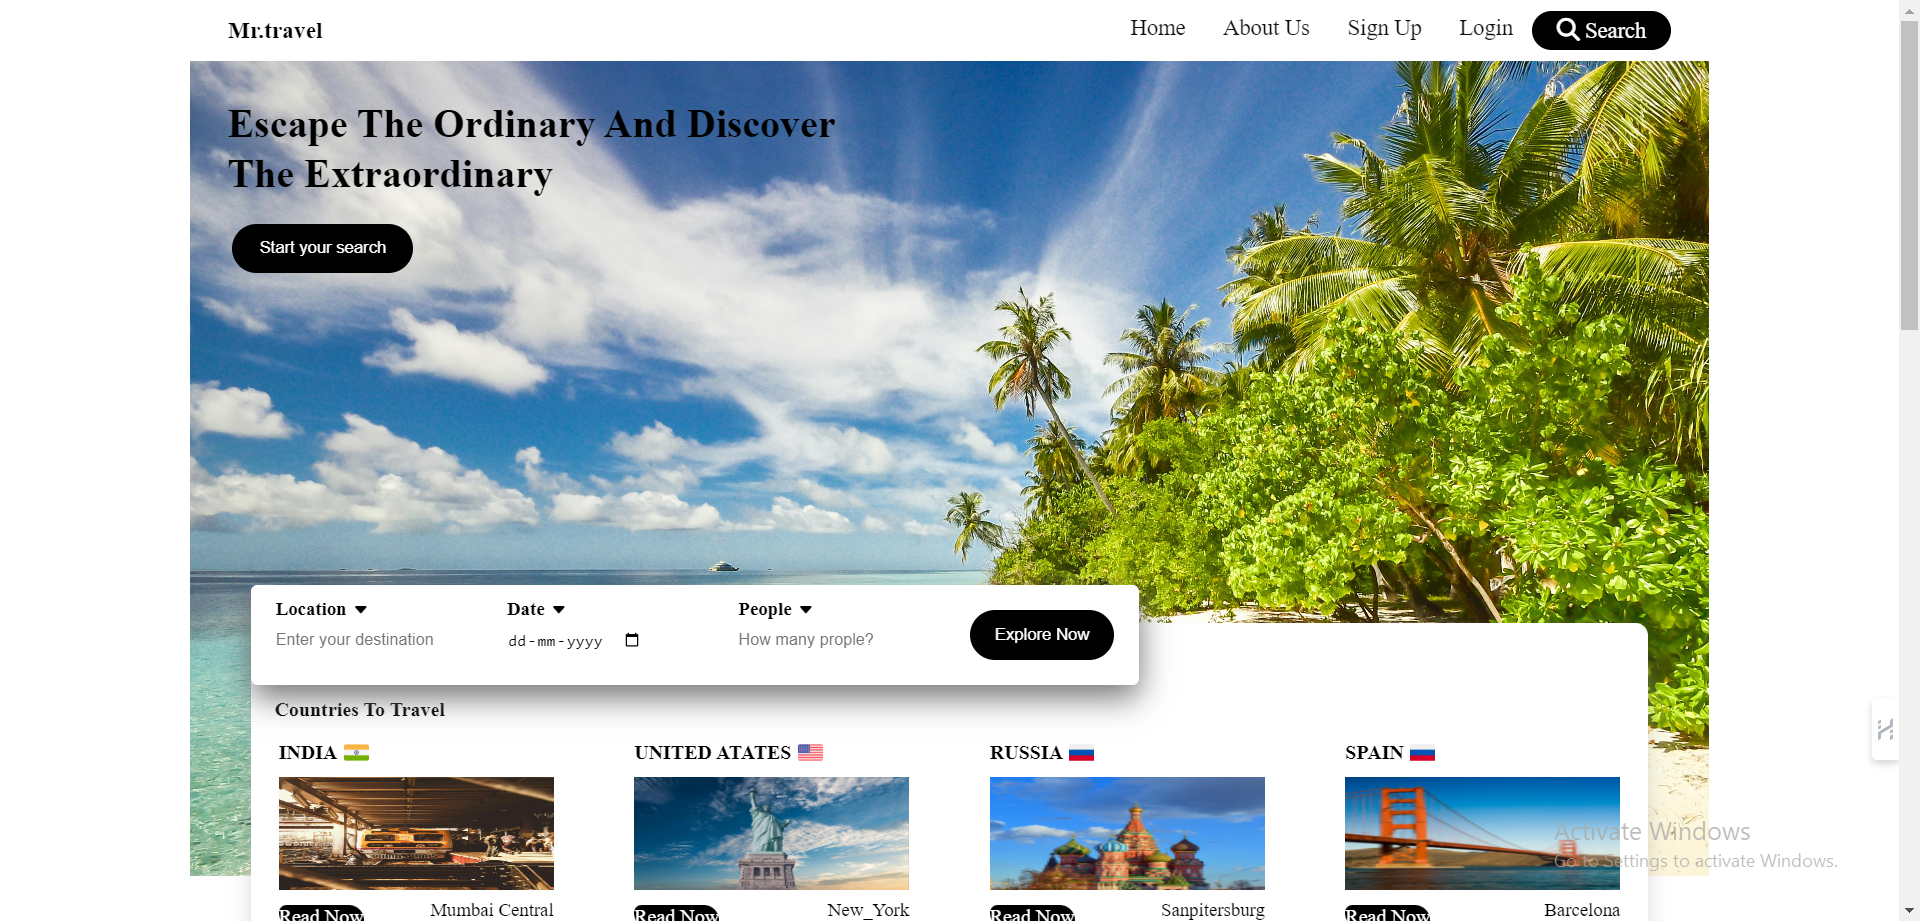 Mr.travel
Home About Us Sign Up Login Search
Escape The Ordinary And Discover
The Extraordinary
Start your search
Location Date People
Enter your destination dd-mm-yyyy How many prople?
Explore Now
Countries To Travel
INDIA UNITED ATATES RUSSIA SPAIN
Activate Windows
Go to Settings to activate Windows.
Read Now Mumbai Central Read Now New_York Read Now Sanpitersburg Read Now Barcelona